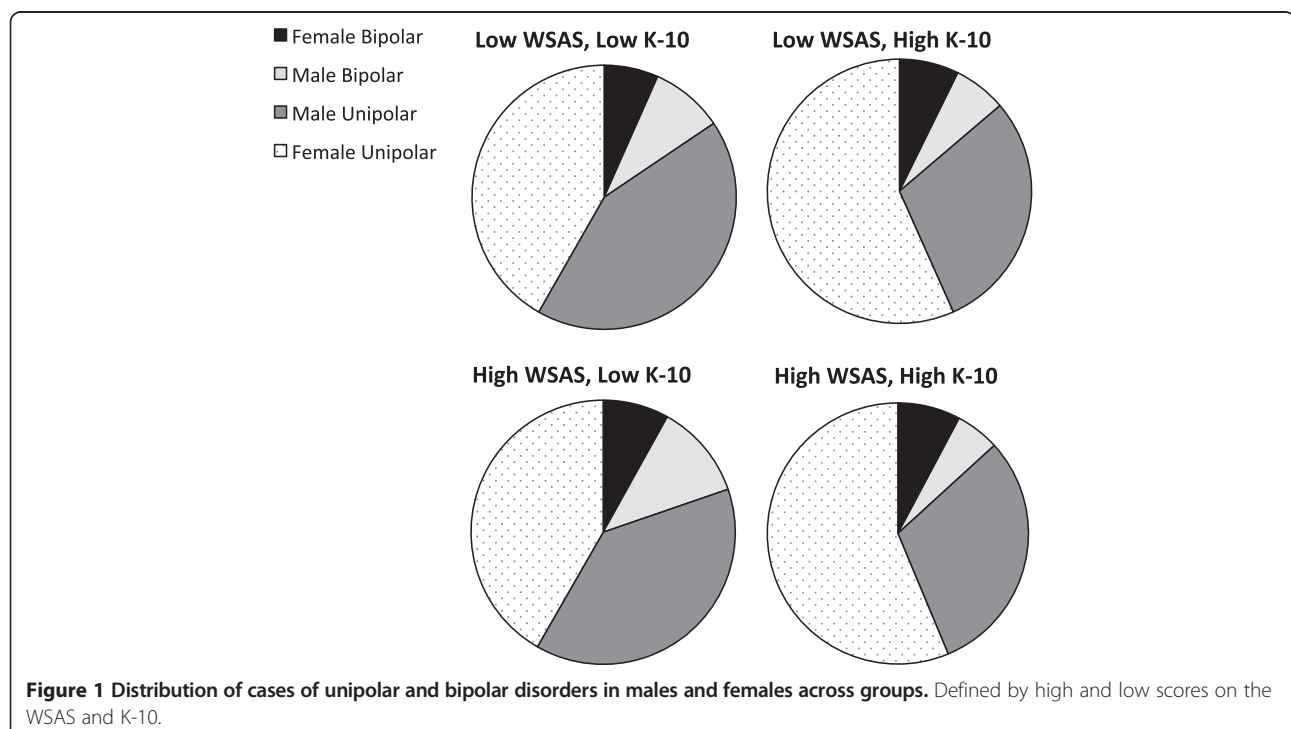 Female Bipolar
Male Bipolar
Male Unipolar
Female Unipolar
Low WSAS, Low K-10
Low WSAS, High K-10
High WSAS, Low K-10
High WSAS, High K-10
Figure 1 Distribution of cases of unipolar and bipolar disorders in males and females across groups. Defined by high and low scores on the
WSAS and K-10.